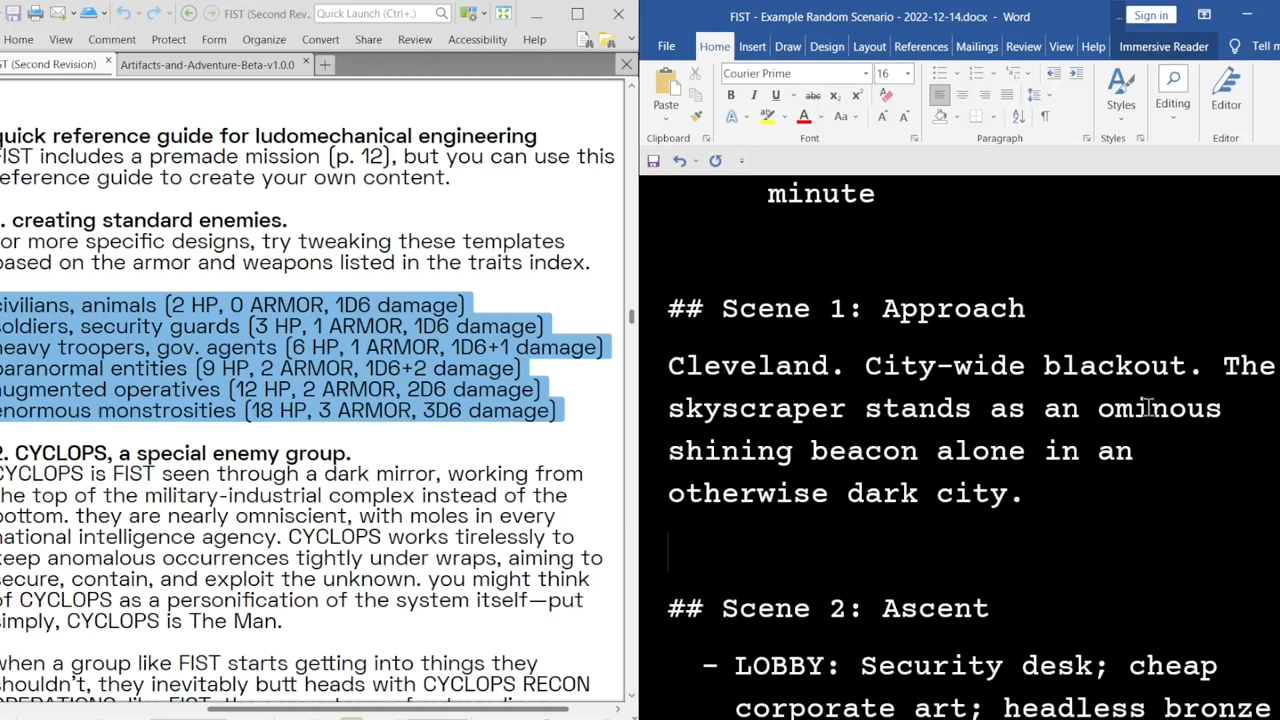 FIST (Second Rev...
Quick Launch (Ctrl+.)
Home View Comment Protect Form Organize Convert Share Review Accessibility Help
ST (Second Revision)
Artifacts-and-Adventure-Beta-v1.0.0
quick reference guide for ludomechanical engineering
FIST includes a premade mission (p. 12), but you can use this
eference guide to create your own content.
. creating standard enemies.
or more specific designs, try tweaking these templates
based on the armor and weapons listed in the traits index.
civilians, animals (2 HP, 0 ARMOR, 1D6 damage)
soldiers, security guards (3 HP, 1 ARMOR, 1D6 damage)
heavy troopers, gov. agents (6 HP, 1 ARMOR, 1D6+1 damage)
paranormal entities (9 HP, 2 ARMOR, 1D6+2 damage)
augmented operatives (12 HP, 2 ARMOR, 2D6 damage)
enormous monstrosities (18 HP, 3 ARMOR, 3D6 damage)
2. CYCLOPS, a special enemy group.
CYCLOPS is FIST seen through a dark mirror, working from
the top of the military-industrial complex instead of the
bottom. they are nearly omniscient, with moles in every
national intelligence agency. CYCLOPS works tirelessly to
keep anomalous occurrences tightly under wraps, aiming to
secure, contain, and exploit the unknown. you might think
of CYCLOPS as a personification of the system itself—put
simply, CYCLOPS is The Man.
when a group like FIST starts getting into things they
shouldn't, they inevitably butt heads with CYCLOPS RECON
FIST - Example Random Scenario - 2022-12-14.docx - Word
... Sign in
File Home Insert Draw Design Layout References Mailings Review View Help Immersive Reader Tell m
Courier Prime 16
Paste
Styles
Editing
Editor
Clipboard Font Paragraph Styles Editor
minute
## Scene 1: Approach
Cleveland. City-wide blackout. The
skyscraper stands as an ominous
shining beacon alone in an
otherwise dark city.
## Scene 2: Ascent
- LOBBY: Security desk; cheap
corporate art; headless bronze